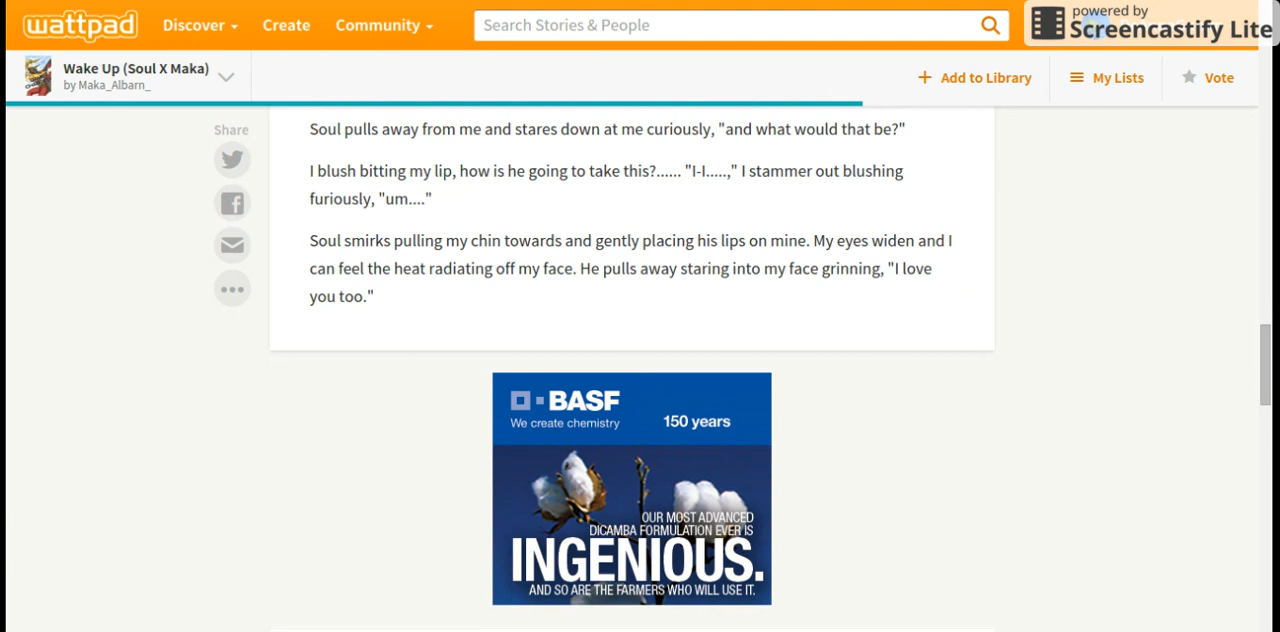 wattpad
Discover
Create
Community
Search Stories & People
powered by
Screencastify Lite
Wake Up (Soul X Maka)
by Maka_Albarn_
+ Add to Library
My Lists
Vote
Share
Soul pulls away from me and stares down at me curiously, "and what would that be?"
I blush bitting my lip, how is he going to take this?...... "I-I.....," I stammer out blushing
furiously, "um...."
Soul smirks pulling my chin towards and gently placing his lips on mine. My eyes widen and I
can feel the heat radiating off my face. He pulls away staring into my face grinning, "I love
you too."
BASF
We create chemistry
150 years
OUR MOST ADVANCED
DICAMBA FORMULATION EVER IS
INGENIOUS.
AND SO ARE THE FARMERS WHO WILL USE IT.